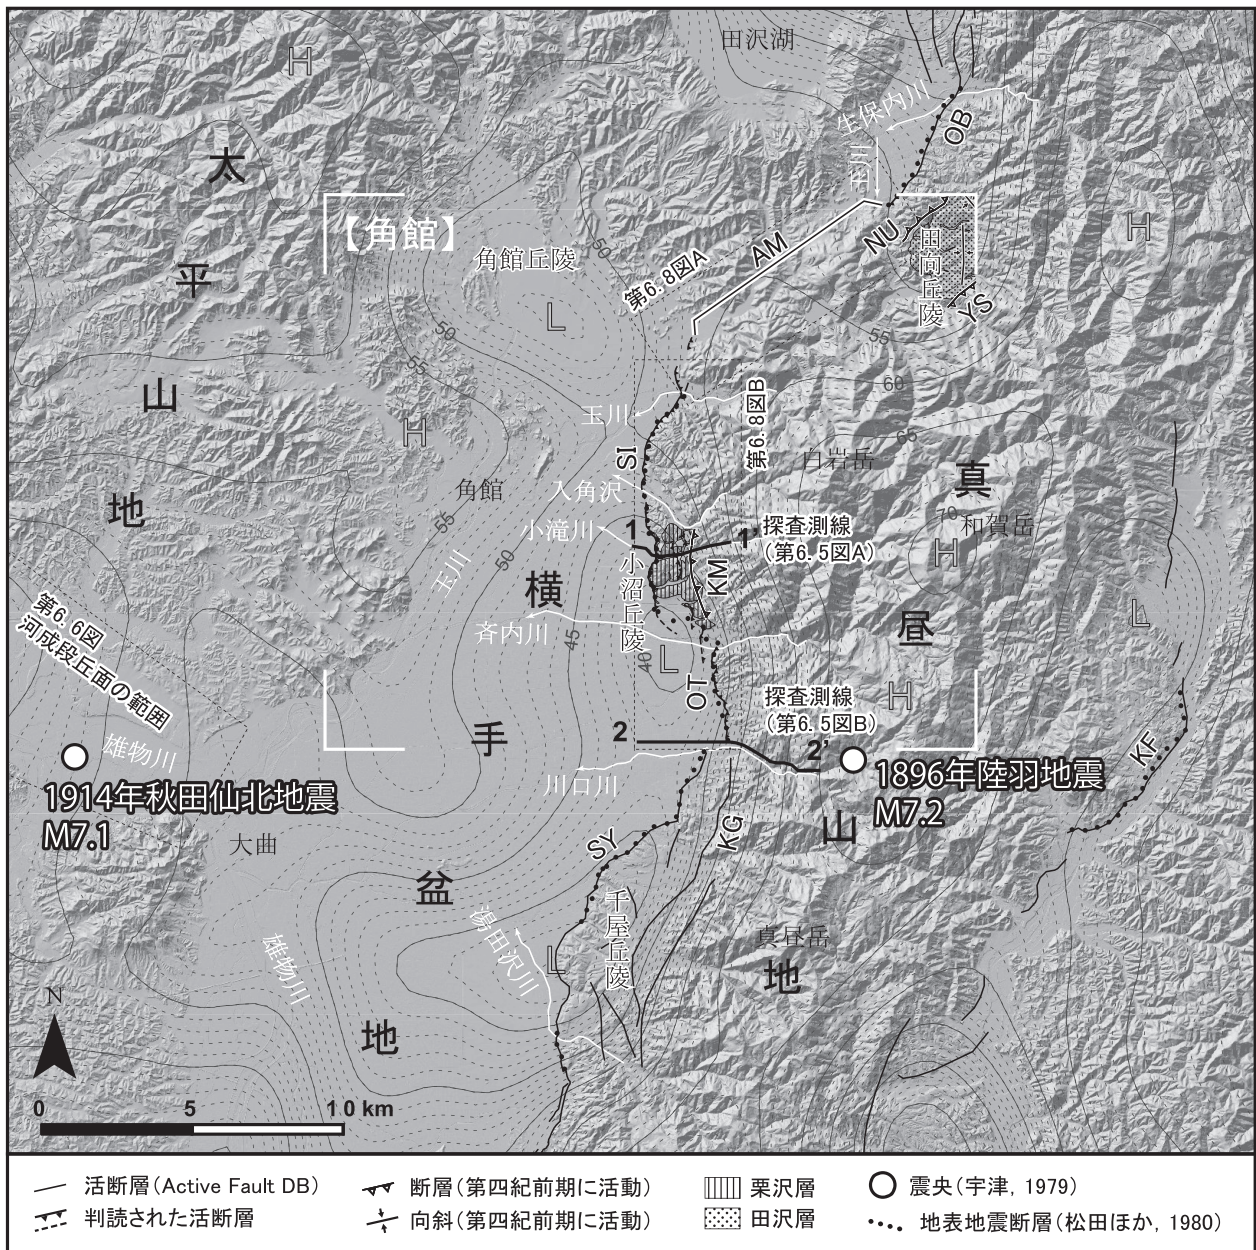 田沢湖
H
生保内川
OB
玉川
太
【角館】
NU
H
田向丘陵
角館丘陵
50
AM
第6.8図A
平
YS
L
50
55
55
60
山
第6.8図B
玉川
H
65
SI
白岩岳
真
角館
入角沢
地
55
70
和賀岳
小滝川
1
1'
探査測線
(第6.5図A)
H
50
玉川
小沼丘陵
KM
横
L
第6.6図
河成段丘面の範囲
斉内川
45
昼
40
L
OT
探査測線
(第6.5図B)
H
手
2
2'
雄物川
KF
川口川
1914年秋田仙北地震
M7.1
1896年陸羽地震
M7.2
大曲
SY
KG
山
盆
千屋丘陵
湯田沢川
真昼岳
雄物川
L
地
N
地
0 5 10 km
活断層(Active Fault DB)
判読された活断層
断層(第四紀前期に活動)
向斜(第四紀前期に活動)
栗沢層
田沢層
震央(宇津, 1979)
地表地震断層(松田ほか, 1980)